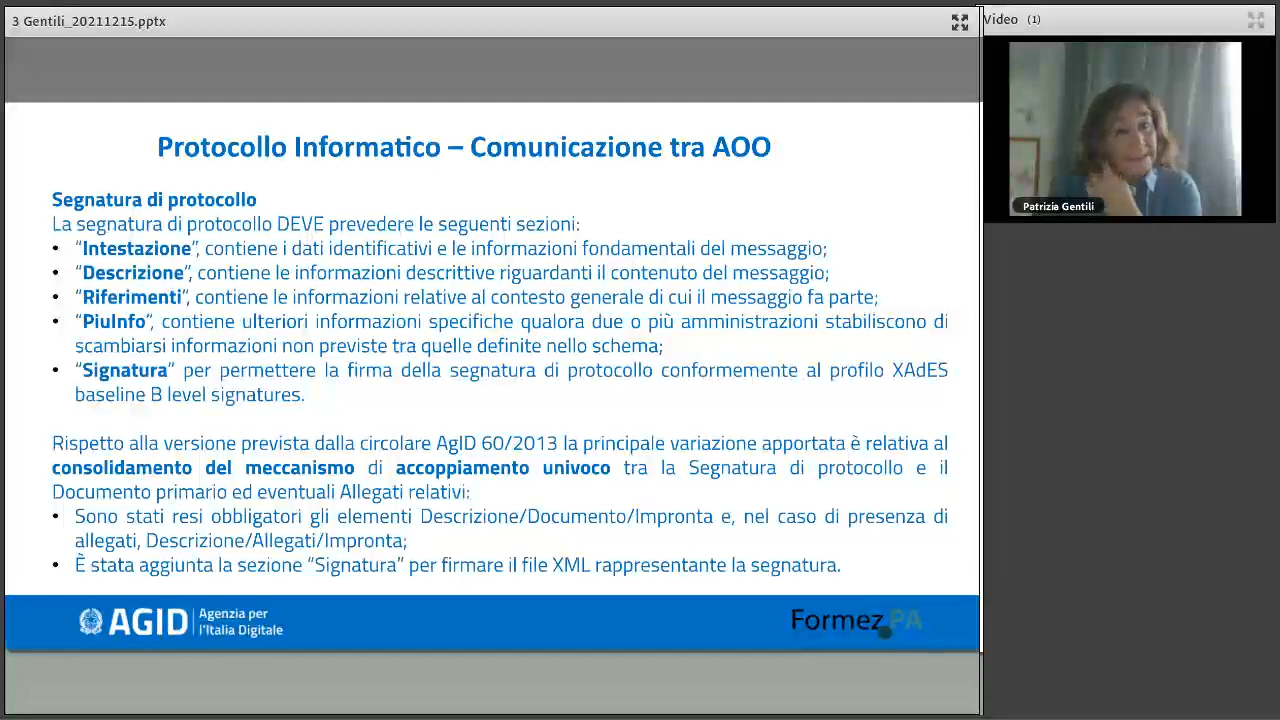 3 Gentili_20211215.pptx
Video (1)
Patrizia Gentili
Protocollo Informatico – Comunicazione tra AOO
Segnatura di protocollo
La segnatura di protocollo DEVE prevedere le seguenti sezioni:
• “Intestazione”, contiene i dati identificativi e le informazioni fondamentali del messaggio;
• “Descrizione”, contiene le informazioni descrittive riguardanti il contenuto del messaggio;
• “Riferimenti”, contiene le informazioni relative al contesto generale di cui il messaggio fa parte;
• “PiuInfo”, contiene ulteriori informazioni specifiche qualora due o più amministrazioni stabiliscono di
scambiarsi informazioni non previste tra quelle definite nello schema;
• “Signatura” per permettere la firma della segnatura di protocollo conformemente al profilo XAdES
baseline B level signatures.
Rispetto alla versione prevista dalla circolare AgID 60/2013 la principale variazione apportata è relativa al
consolidamento del meccanismo di accoppiamento univoco tra la Segnatura di protocollo e il
Documento primario ed eventuali Allegati relativi:
• Sono stati resi obbligatori gli elementi Descrizione/Documento/Impronta e, nel caso di presenza di
allegati, Descrizione/Allegati/Impronta;
• È stata aggiunta la sezione “Signatura” per firmare il file XML rappresentante la segnatura.
AGID
Agenzia per
l'Italia Digitale
Formez PA